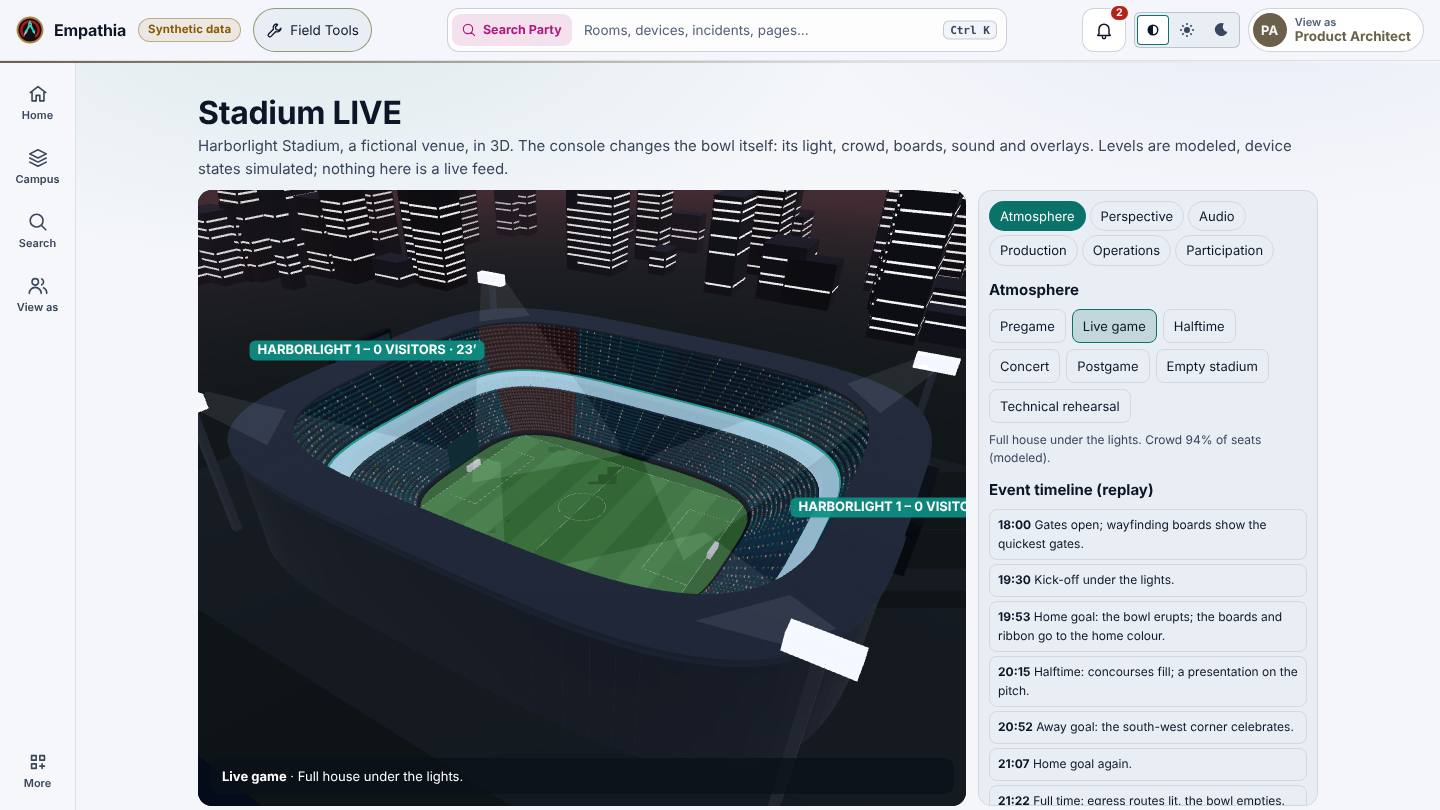 Empathia
Synthetic data
Field Tools
Search Party
Rooms, devices, incidents, pages...
Ctrl K
2
PA
View as
Product Architect
Home
Campus
Search
View as
More
Stadium LIVE
Harborlight Stadium, a fictional venue, in 3D. The console changes the bowl itself: its light, crowd, boards, sound and overlays. Levels are modeled, device
states simulated; nothing here is a live feed.
HARBORLIGHT 1 – 0 VISITORS · 23'
HARBORLIGHT 1 – 0 VISITO
Live game · Full house under the lights.
Atmosphere
Perspective
Audio
Production
Operations
Participation
Atmosphere
Pregame
Live game
Halftime
Concert
Postgame
Empty stadium
Technical rehearsal
Full house under the lights. Crowd 94% of seats
(modeled).
Event timeline (replay)
18:00 Gates open; wayfinding boards show the
quickest gates.
19:30 Kick-off under the lights.
19:53 Home goal: the bowl erupts; the boards and
ribbon go to the home colour.
20:15 Halftime: concourses fill; a presentation on the
pitch.
20:52 Away goal: the south-west corner celebrates.
21:07 Home goal again.
21:22 Full time: egress routes lit, the bowl empties.